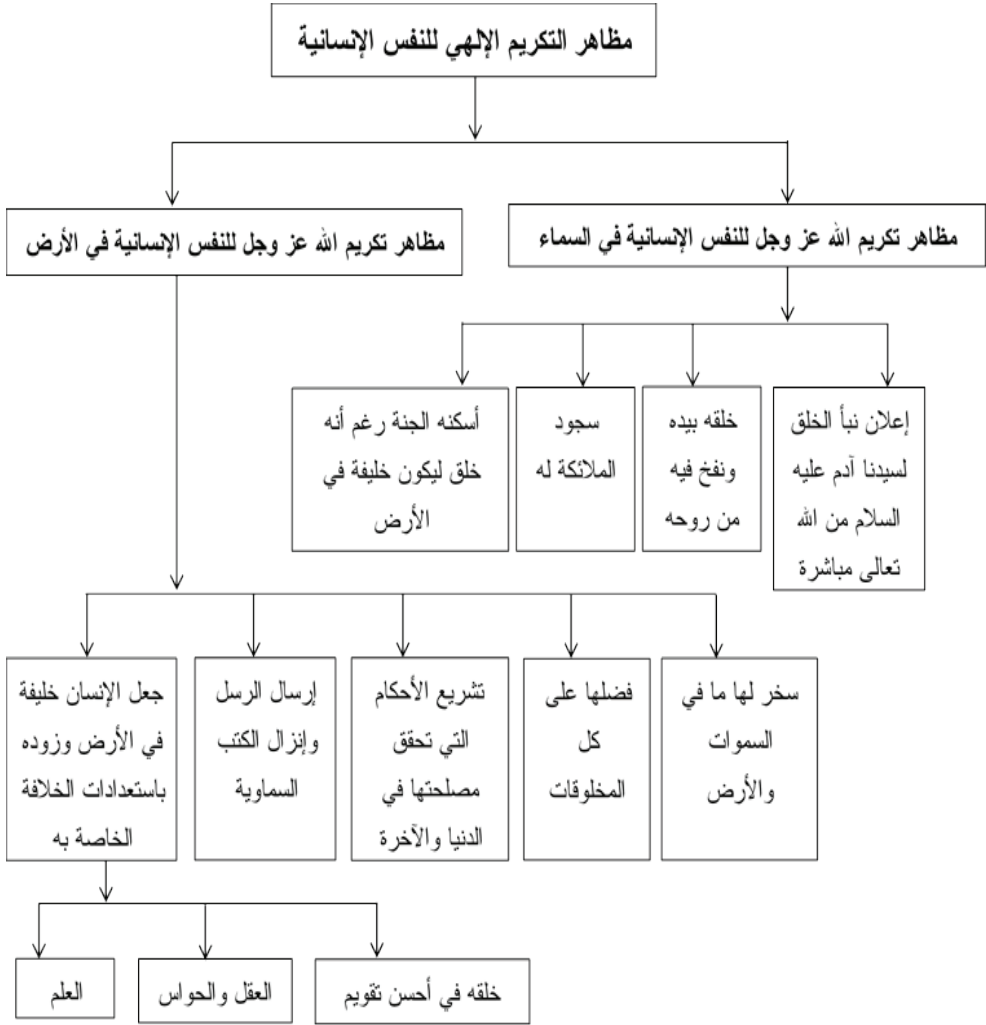 مظاهر التكريم الإلهي للنفس الإنسانية
مظاهر تكريم الله عز وجل للنفس الإنسانية في السماء
مظاهر تكريم الله عز وجل للنفس الإنسانية في الأرض
إعلان نبأ الخلق
لسيدنا آدم عليه
السلام من الله
تعالى مباشرة
خلقه بيده
ونفخ فيه
من روحه
سجود
الملائكة له
أسكنه الجنة رغم أنه
خلق ليكون خليفة في
الأرض
سخر لها ما في
السموات
والأرض
فضلها على
كل
المخلوقات
تشريع الأحكام
التي تحقق
مصلحتها في
الدنيا والآخرة
إرسال الرسل
وإنزال الكتب
السماوية
جعل الإنسان خليفة
في الأرض وزوده
باستعدادات الخلافة
الخاصة به
خلقه في أحسن تقويم
العقل والحواس
العلم